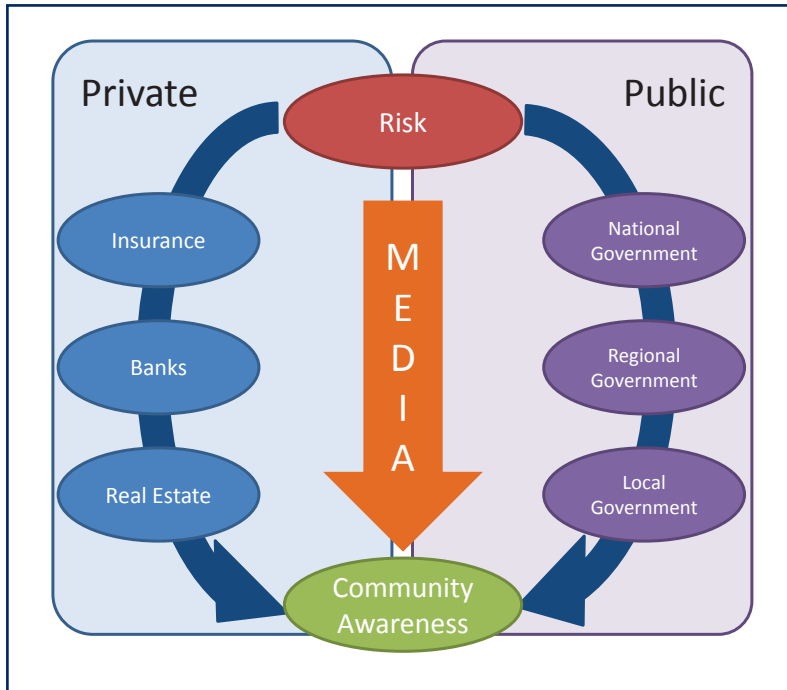 Private
Public
Risk
Insurance
Banks
Real Estate
M
E
D
I
A
National
Government
Regional
Government
Local
Government
Community
Awareness